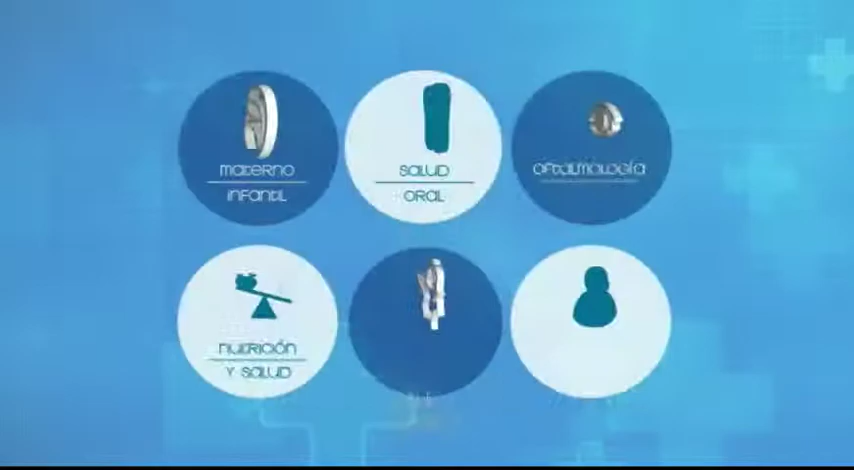 materno
infantil
salud
oral
oftalmología
nutrición
y salud